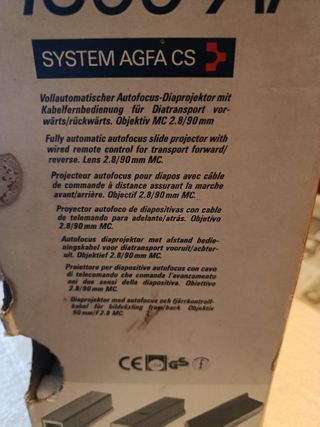 SYSTEM AGFA CS
Vollautomatischer Autofocus-Diaprojektor mit
Kabelfernbedienung für Diatransport vor-
wärts/rückwärts. Objektiv MC 2.8/90 mm
Fully automatic autofocus slide projector with
wired remote control for transport forward/
reverse. Lens 2.8/90 mm MC.
Projecteur autofocus pour diapos avec câble
de commande à distance assurant la marche
avant/arrière. Objectif 2.8/90 mm MC.
Proyector autofoco de diapositivas con cable
de telemando para adelante/atrás. Objetivo
2.8/90 mm MC.
Autofocus diaprojektor met afstand bedie-
ningskabel voor diatransport vooruit/achter-
uit. Objektief 2.8/90 mm MC.
Proiettore per diapositive autofocus con cavo
di telecomando che comanda l'avanzamento
nei due sensi della diapositiva. Obiettivo
2.8/90 mm MC.
Diaprojektor med autofocus och fjärrkontroll-
kabel för bildväxling fram/back. Objektiv
90 mm/F2.8 MC.
CE GS